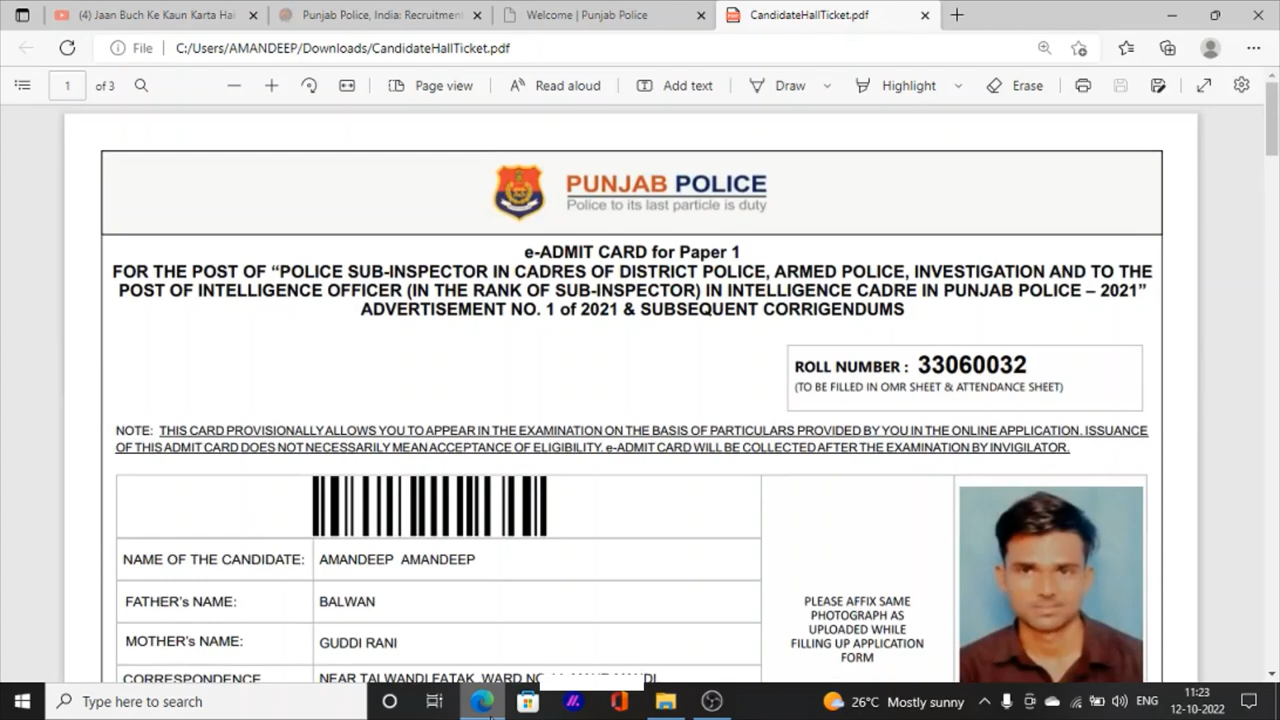 (4) Jaan Buch Ke Kaun Karta Hai
Punjab Police, India: Recruitment
Welcome | Punjab Police
CandidateHallTicket.pdf
File
C:/Users/AMANDEEP/Downloads/CandidateHallTicket.pdf
1 of 3
Page view
Read aloud
Add text
Draw
Highlight
Erase
PUNJAB POLICE
Police to its last particle is duty
e-ADMIT CARD for Paper 1
FOR THE POST OF “POLICE SUB-INSPECTOR IN CADRES OF DISTRICT POLICE, ARMED POLICE, INVESTIGATION AND TO THE
POST OF INTELLIGENCE OFFICER (IN THE RANK OF SUB-INSPECTOR) IN INTELLIGENCE CADRE IN PUNJAB POLICE – 2021”
ADVERTISEMENT NO. 1 of 2021 & SUBSEQUENT CORRIGENDUMS
ROLL NUMBER : 33060032
(TO BE FILLED IN OMR SHEET & ATTENDANCE SHEET)
NOTE: THIS CARD PROVISIONALLY ALLOWS YOU TO APPEAR IN THE EXAMINATION ON THE BASIS OF PARTICULARS PROVIDED BY YOU IN THE ONLINE APPLICATION. ISSUANCE
OF THIS ADMIT CARD DOES NOT NECESSARILY MEAN ACCEPTANCE OF ELIGIBILITY. e-ADMIT CARD WILL BE COLLECTED AFTER THE EXAMINATION BY INVIGILATOR.
NAME OF THE CANDIDATE: AMANDEEP AMANDEEP
FATHER's NAME: BALWAN
MOTHER's NAME: GUDDI RANI
CORRESPONDENCE NEAR TALWANDI FATAK, WARD NO
PLEASE AFFIX SAME
PHOTOGRAPH AS
UPLOADED WHILE
FILLING UP APPLICATION
FORM
Type here to search
26°C Mostly sunny
ENG
11:23
12-10-2022